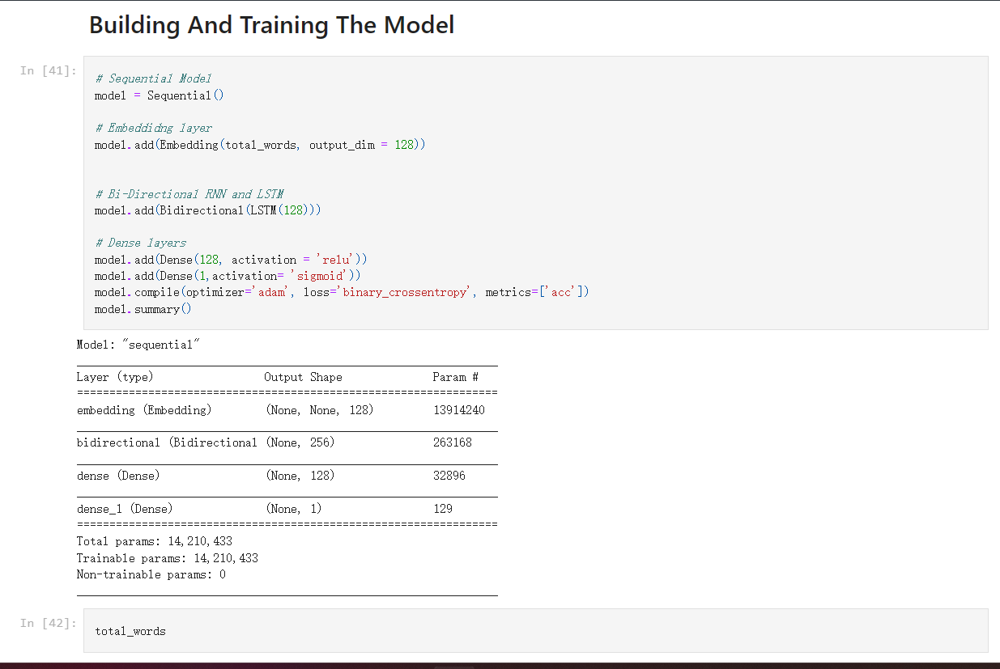 Building And Training The Model
In [41]:
# Sequential Model
model = Sequential()
# Embeddidng layer
model.add(Embedding(total_words, output_dim = 128))
# Bi-Directional RNN and LSTM
model.add(Bidirectional(LSTM(128)))
# Dense layers
model.add(Dense(128, activation = 'relu'))
model.add(Dense(1,activation= 'sigmoid'))
model.compile(optimizer='adam', loss='binary_crossentropy', metrics=['acc'])
model.summary()
Model: "sequential"
_________________________________________________________________
Layer (type)                 Output Shape              Param #
=================================================================
embedding (Embedding)        (None, None, 128)         13914240
_________________________________________________________________
bidirectional (Bidirectional (None, 256)               263168
_________________________________________________________________
dense (Dense)                (None, 128)               32896
_________________________________________________________________
dense_1 (Dense)              (None, 1)                 129
=================================================================
Total params: 14,210,433
Trainable params: 14,210,433
Non-trainable params: 0
_________________________________________________________________
In [42]:
total_words